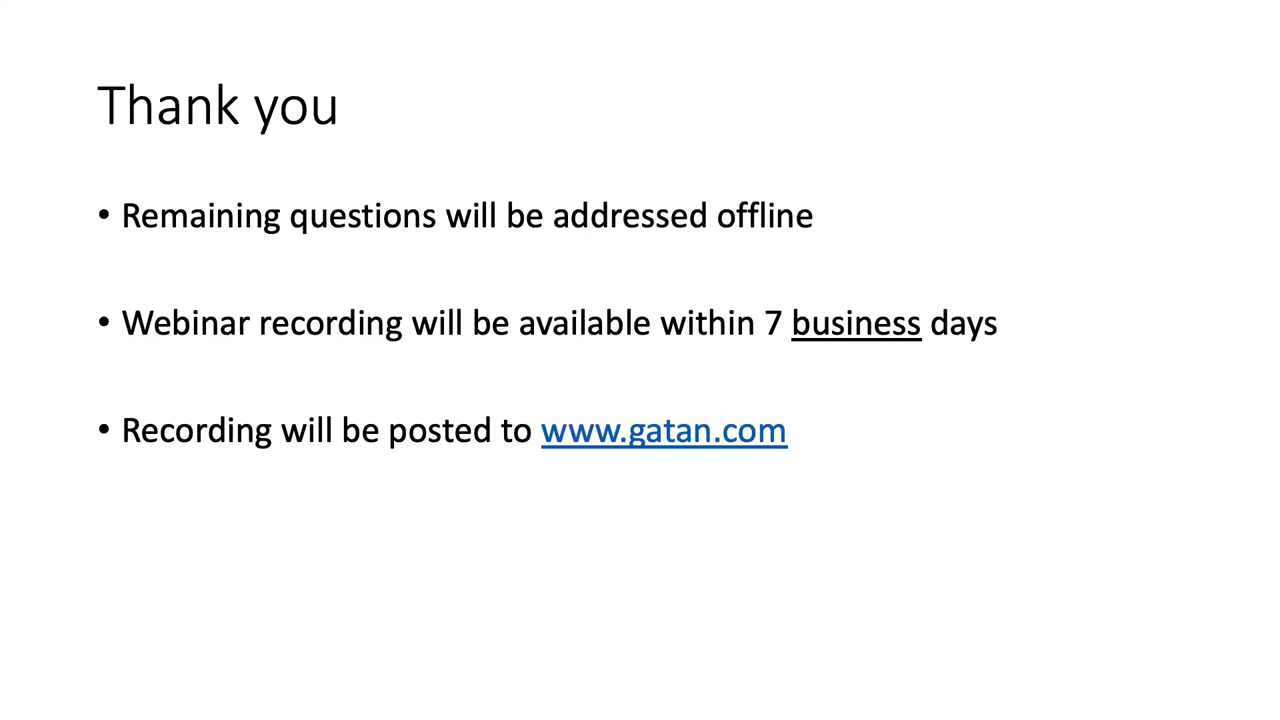 Thank you
• Remaining questions will be addressed offline
• Webinar recording will be available within 7 business days
• Recording will be posted to www.gatan.com